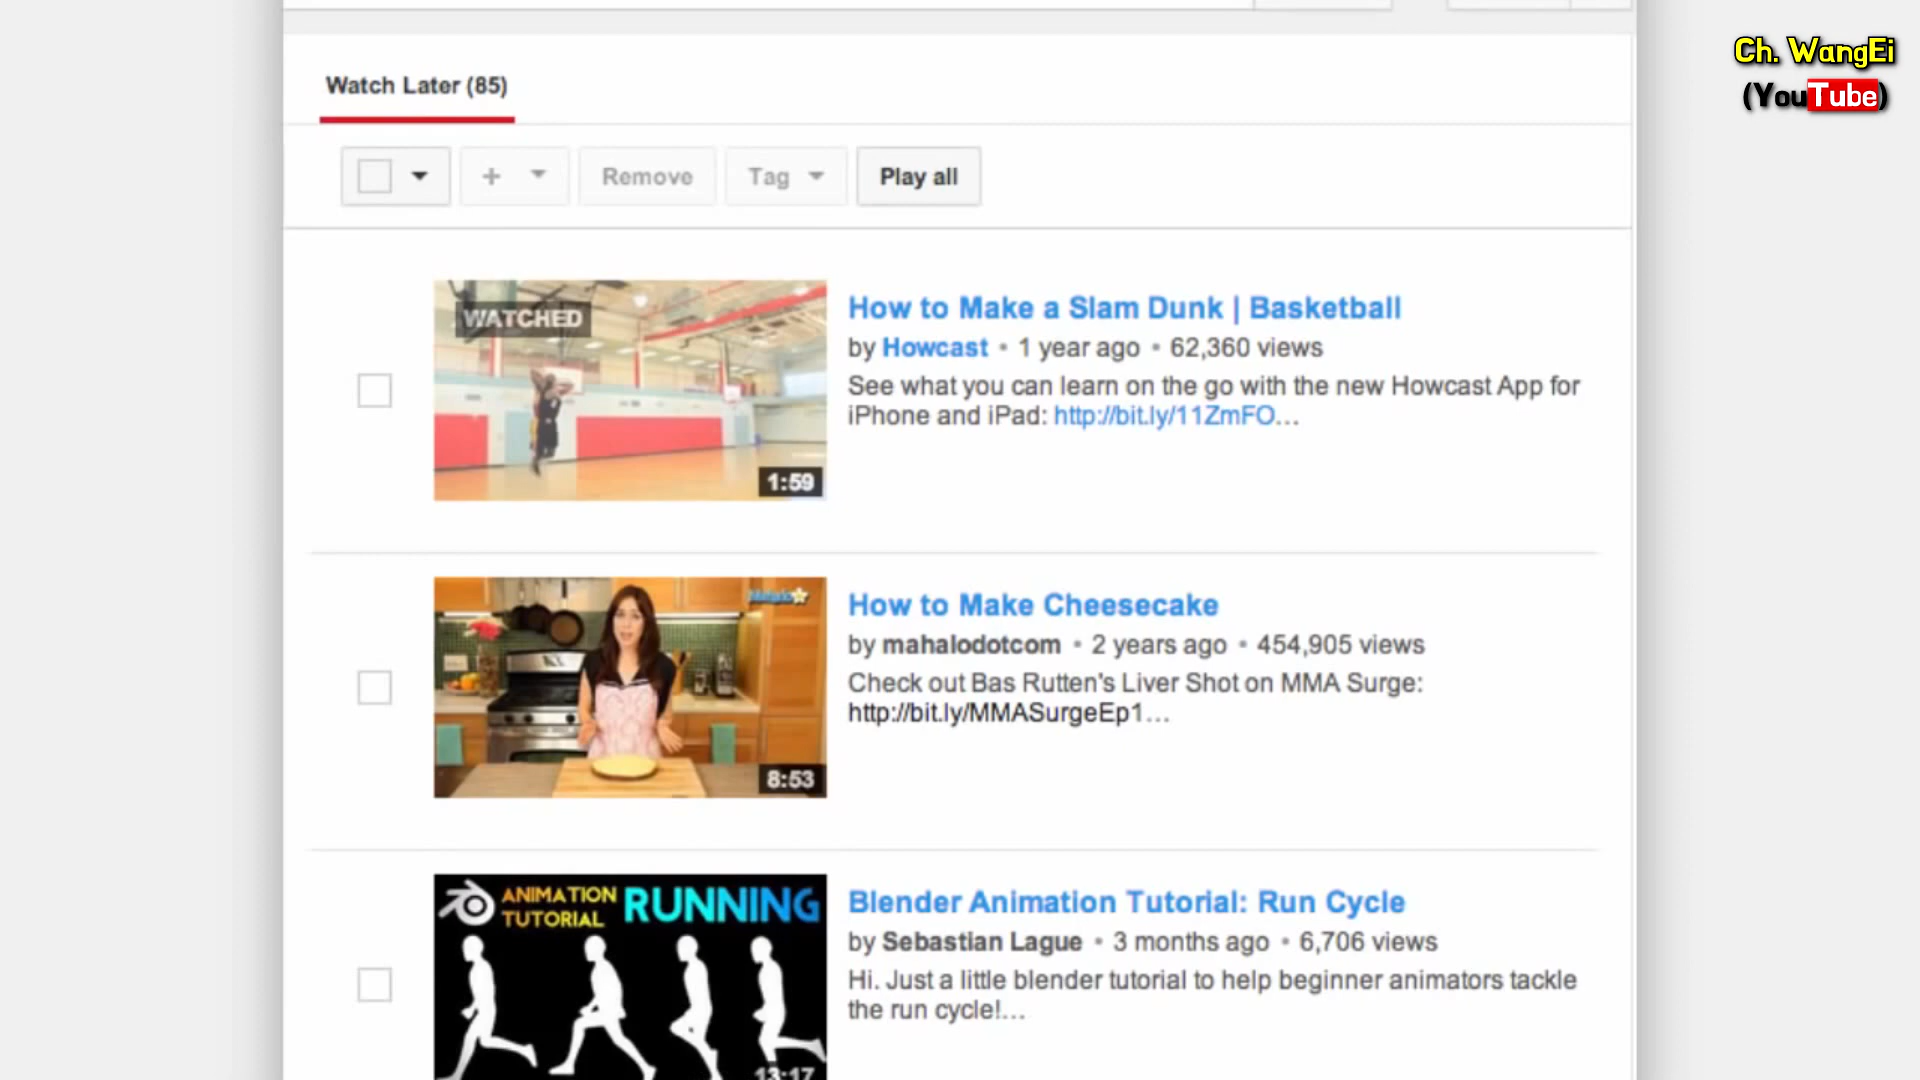 Ch. WangEi
(YouTube)
Watch Later (85)
+
Remove
Tag
Play all
WATCHED
1:59
How to Make a Slam Dunk | Basketball
by Howcast • 1 year ago • 62,360 views
See what you can learn on the go with the new Howcast App for
iPhone and iPad: http://bit.ly/11ZmFO...
Mahalo
8:53
How to Make Cheesecake
by mahalodotcom • 2 years ago • 454,905 views
Check out Bas Rutten's Liver Shot on MMA Surge:
http://bit.ly/MMASurgeEp1...
ANIMATION
TUTORIAL
RUNNING
13:17
Blender Animation Tutorial: Run Cycle
by Sebastian Lague • 3 months ago • 6,706 views
Hi. Just a little blender tutorial to help beginner animators tackle
the run cycle!...